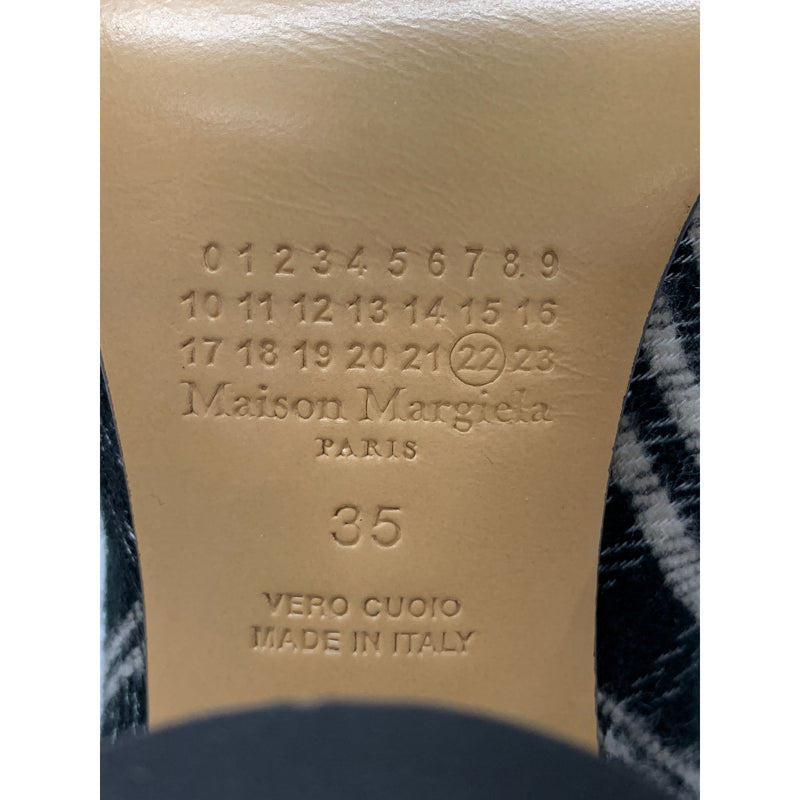 0 1 2 3 4 5 6 7 8 9
10 11 12 13 14 15 16
17 18 19 20 21 22 23
Maison Margiela
PARIS
35
VERO CUOIO
MADE IN ITALY